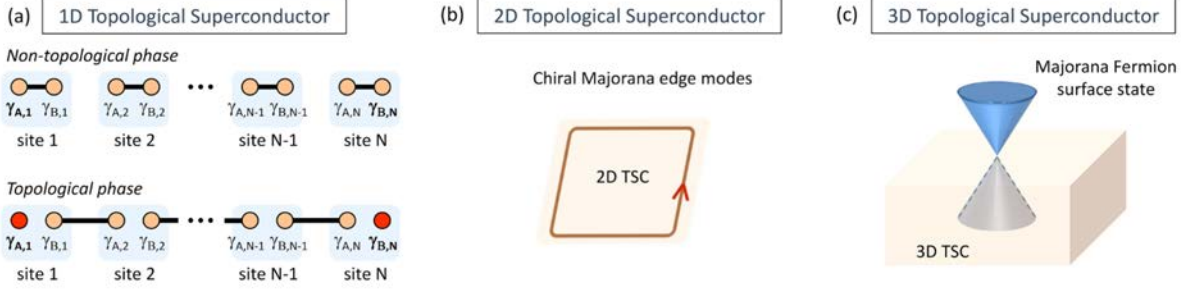 (a) 1D Topological Superconductor
Non-topological phase
γA,1 γB,1 γA,2 γB,2 ••• γA,N-1 γB,N-1 γA,N γB,N
site 1 site 2 site N-1 site N
Topological phase
•••
γA,1 γB,1 γA,2 γB,2 γA,N-1 γB,N-1 γA,N γB,N
site 1 site 2 site N-1 site N
(b) 2D Topological Superconductor
Chiral Majorana edge modes
2D TSC
(c) 3D Topological Superconductor
Majorana Fermion
surface state
3D TSC